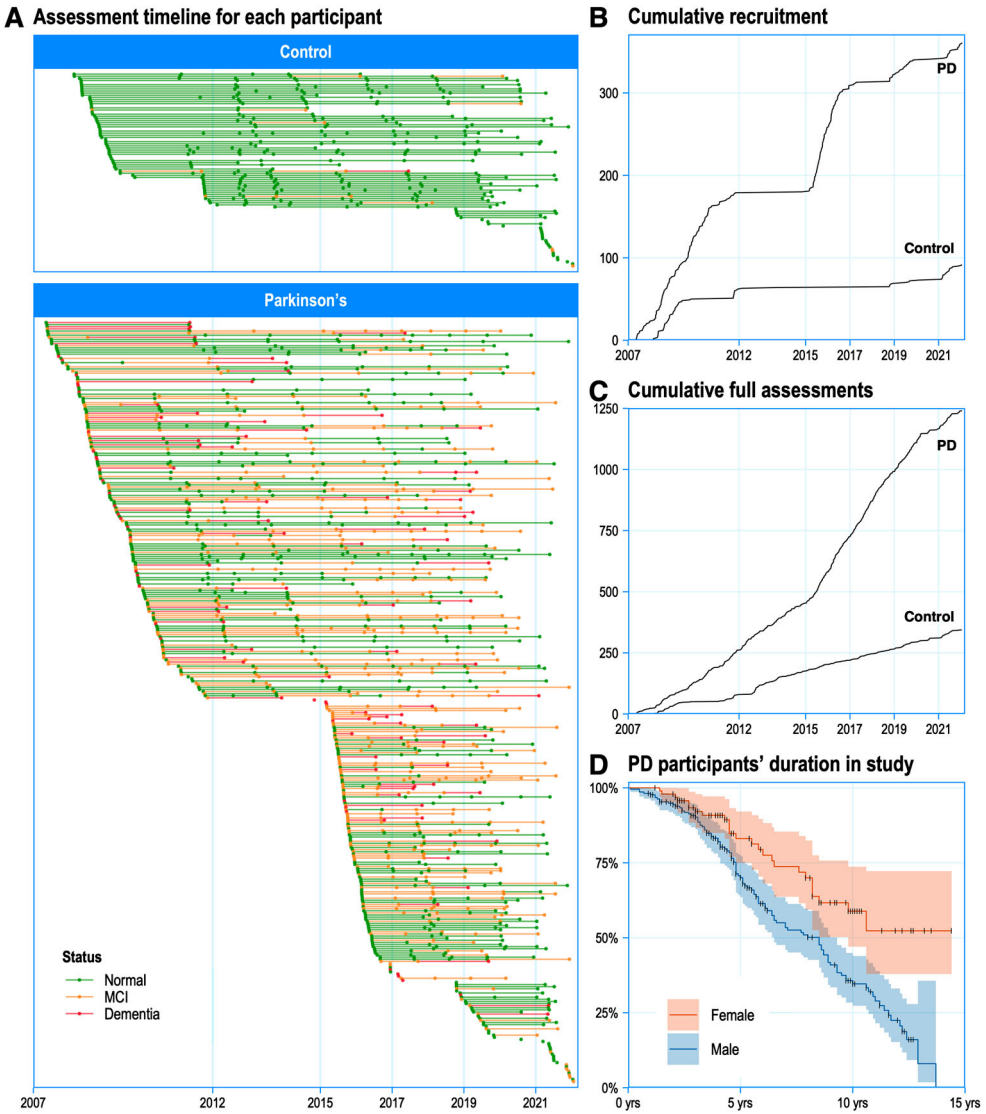 A Assessment timeline for each participant
Control
Parkinson's
Status
Normal
MCI
Dementia
2007 2012 2015 2017 2019 2021
B Cumulative recruitment
300
200
100
0
PD
Control
2007 2012 2015 2017 2019 2021
C Cumulative full assessments
1250
1000
750
500
250
0
PD
Control
2007 2012 2015 2017 2019 2021
D PD participants' duration in study
100%
75%
50%
25%
0%
Female
Male
0 yrs 5 yrs 10 yrs 15 yrs